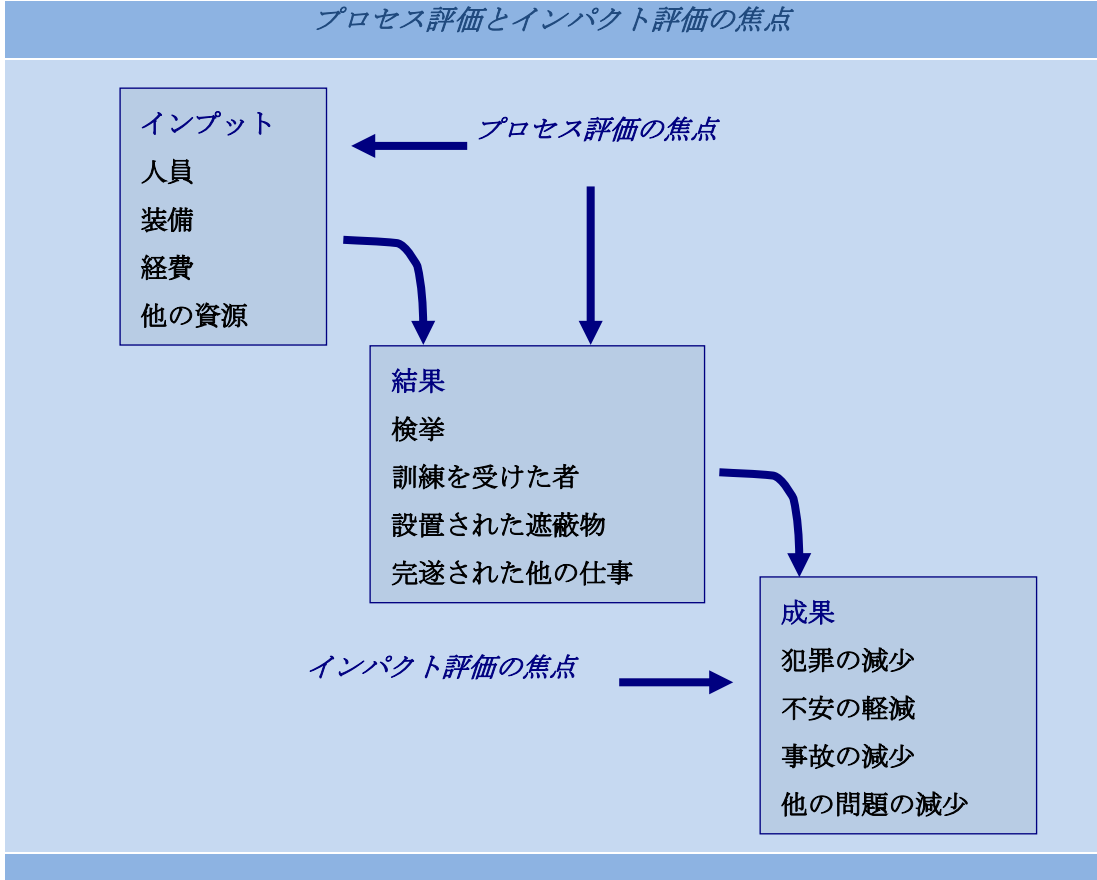 プロセス評価とインパクト評価の焦点
インプット
人員
装備
経費
他の資源
プロセス評価の焦点
結果
検挙
訓練を受けた者
設置された遮蔽物
完遂された他の仕事
インパクト評価の焦点
成果
犯罪の減少
不安の軽減
事故の減少
他の問題の減少